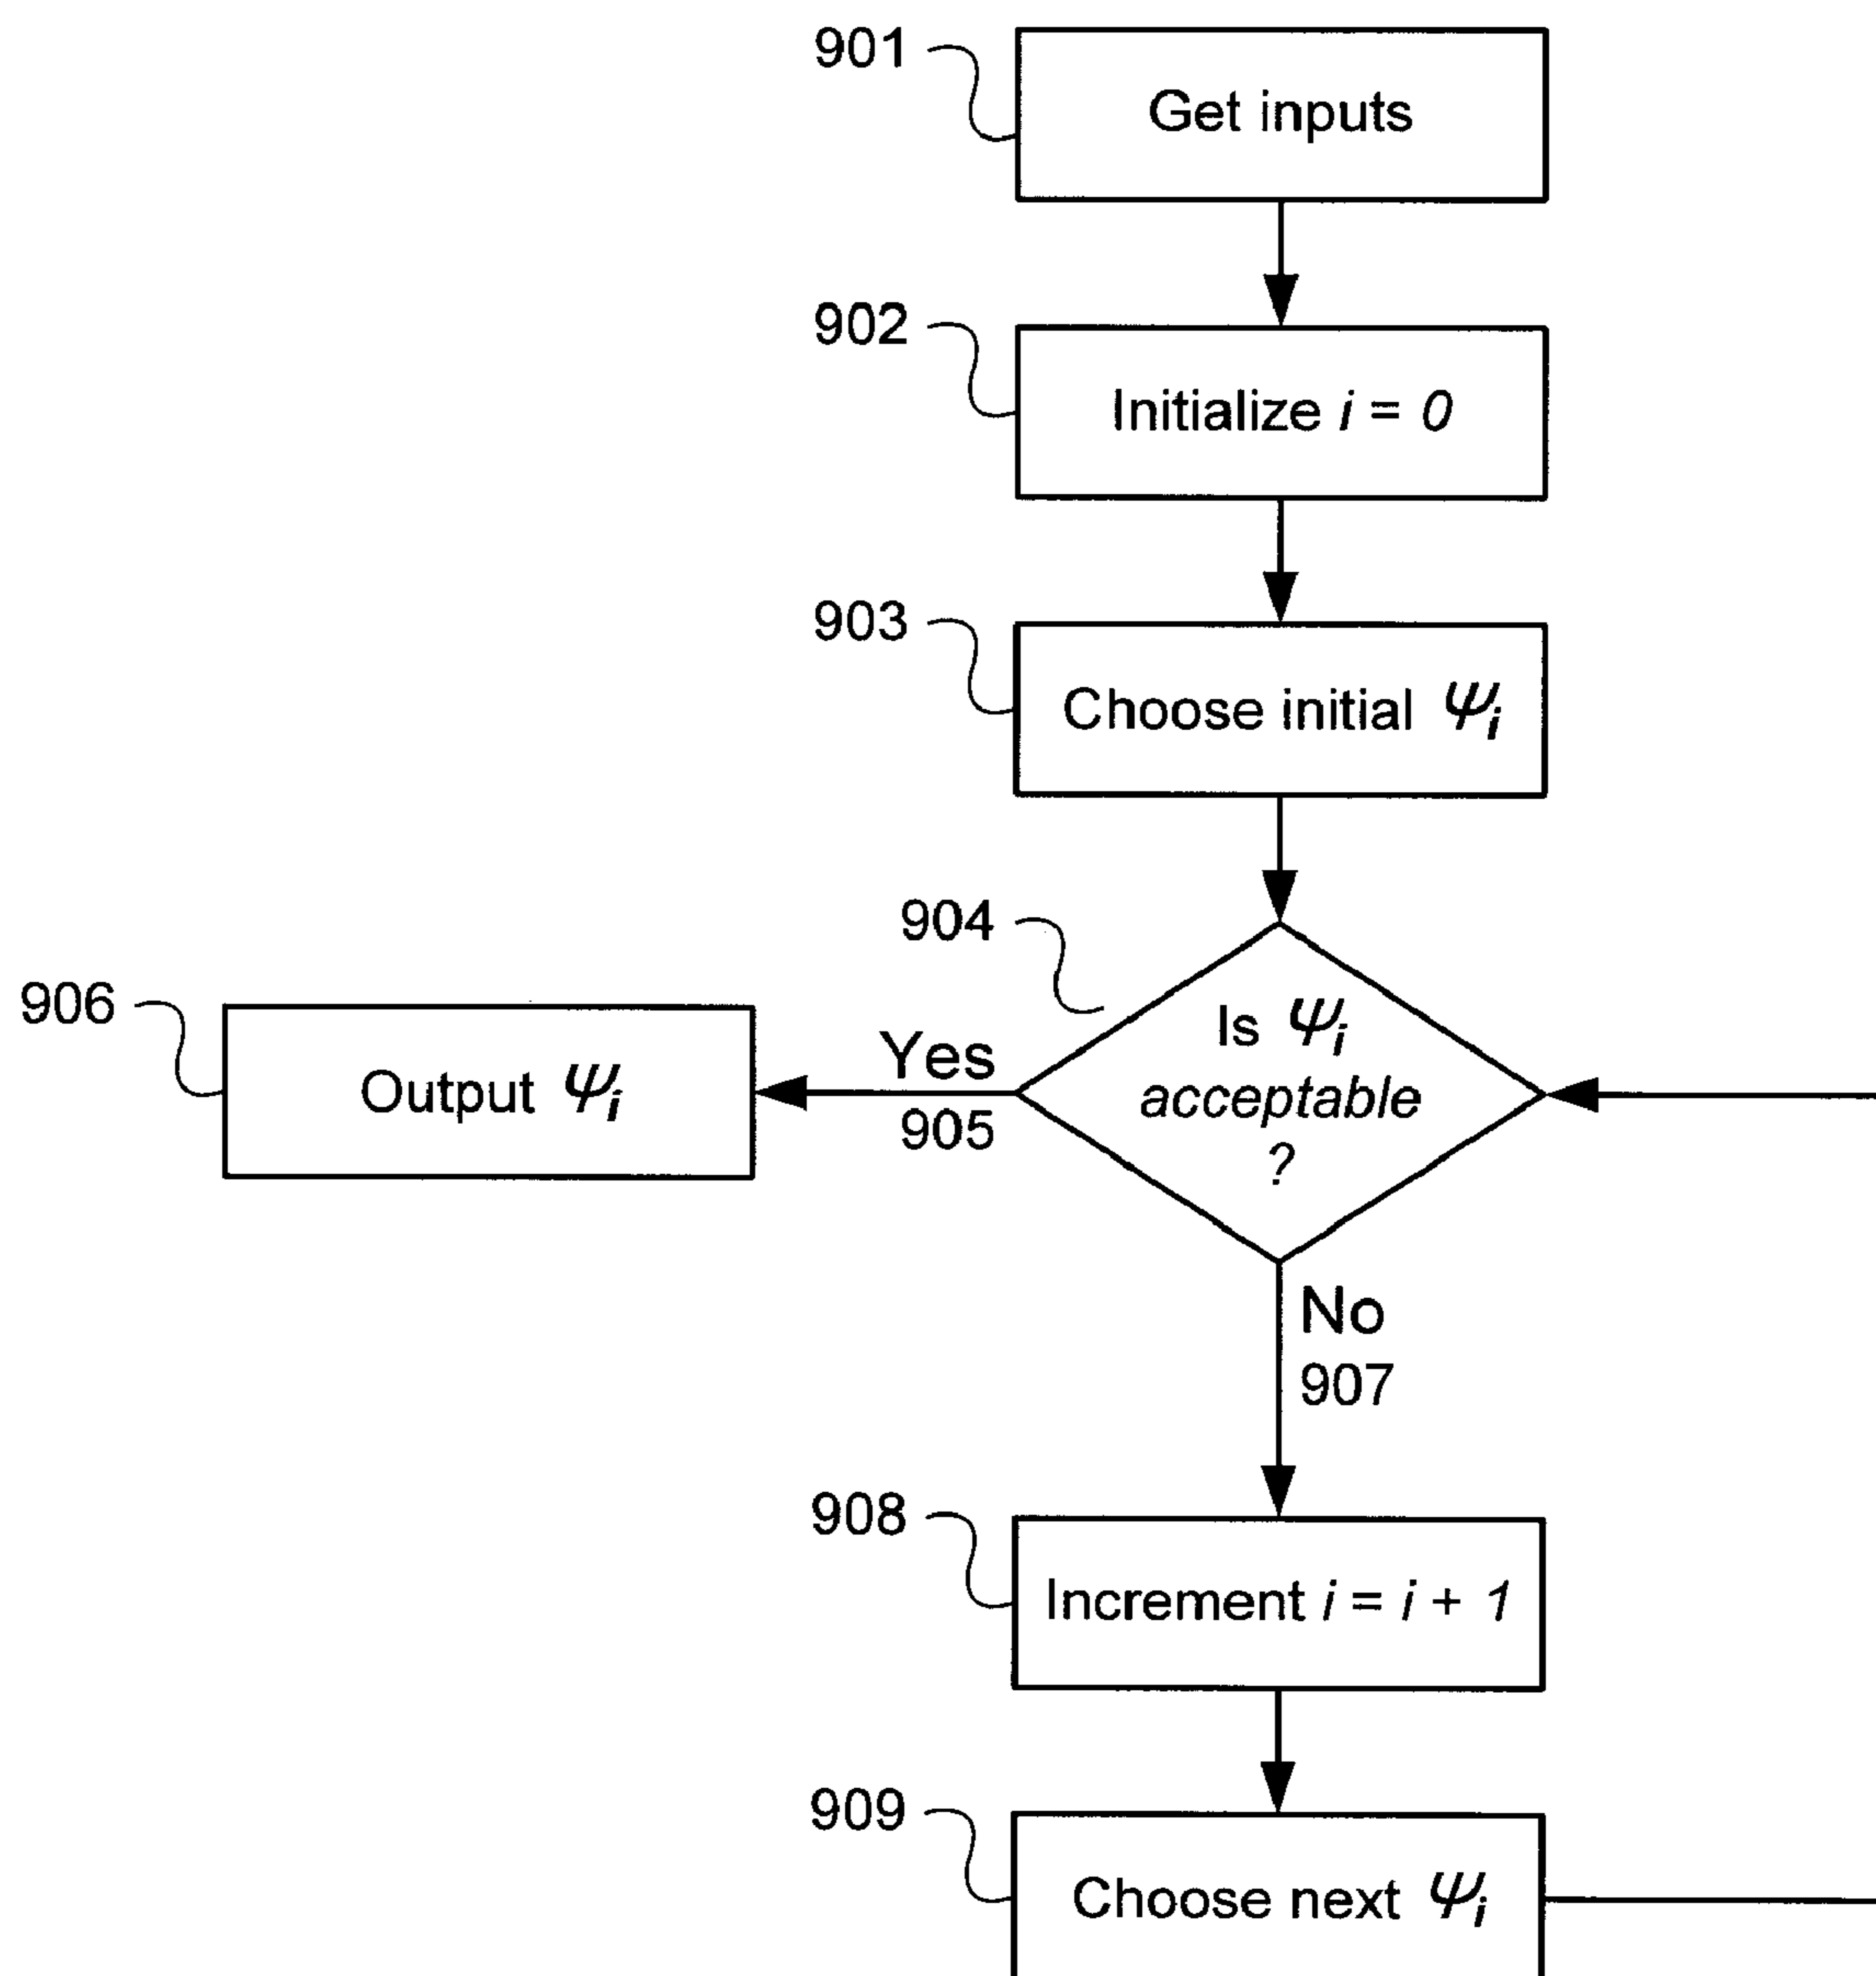 901
Get inputs
902
Initialize i = 0
903
Choose initial ψi
904
Is ψi
acceptable
?
906
Output ψi
Yes
905
No
907
908
Increment i = i + 1
909
Choose next ψi